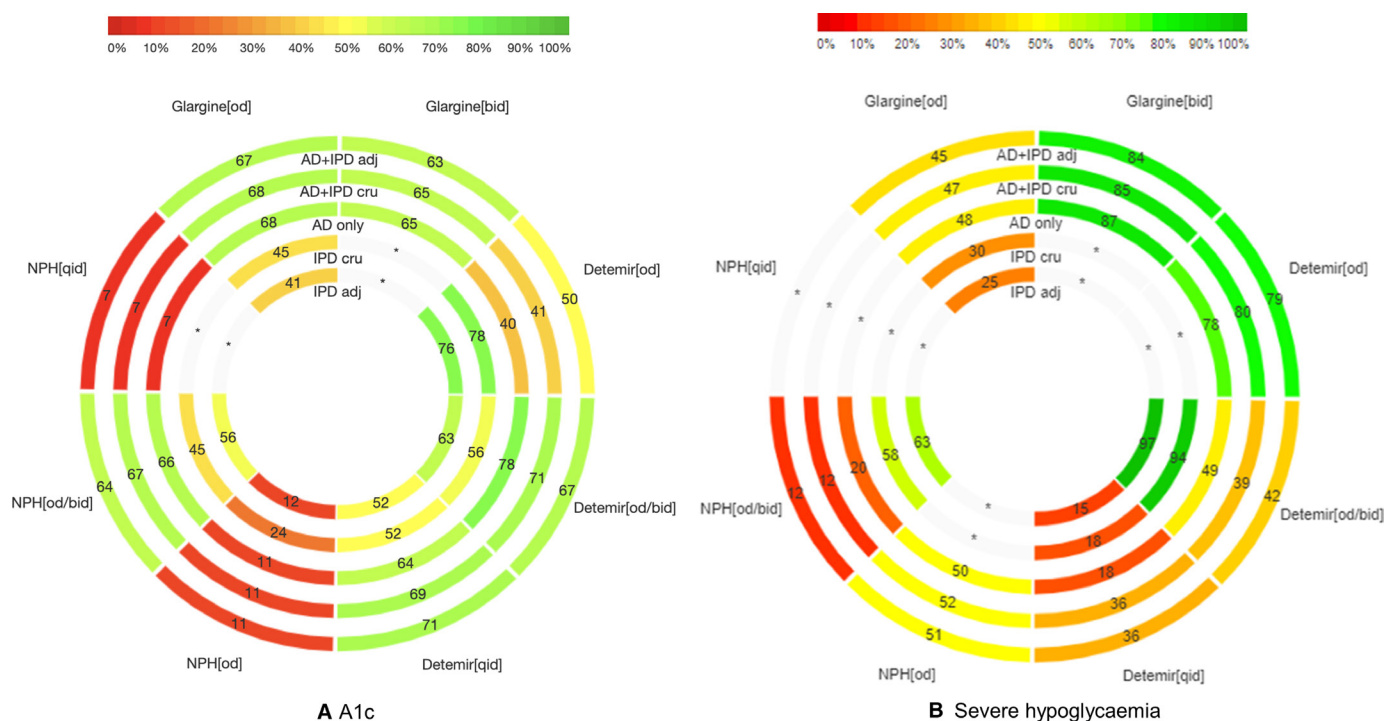 0% 10% 20% 30% 40% 50% 60% 70% 80% 90% 100%
Glargine[od] Glargine[bid]
67 AD+IPD adj 63
68 AD+IPD cru 65
68 AD only 65
45 IPD cru *
41 IPD adj *
NPH[qid] Detemir[od]
7 7 7 * * 76 78 40 41 50
NPH[od/bid] Detemir[od/bid]
64 67 66 45 56 63 56 78 71 67
12 52
24 52
11 64
11 69
11 71
NPH[od] Detemir[qid]
A A1c
0% 10% 20% 30% 40% 50% 60% 70% 80% 90% 100%
Glargine[od] Glargine[bid]
45 AD+IPD adj 84
47 AD+IPD cru 85
48 AD only 87
30 IPD cru *
25 IPD adj *
NPH[qid] Detemir[od]
* * * * * * * 78 80 79
NPH[od/bid] Detemir[od/bid]
12 12 20 58 63 97 94 49 39 42
* 15
* 18
50 18
52 36
51 36
NPH[od] Detemir[qid]
B Severe hypoglycaemia